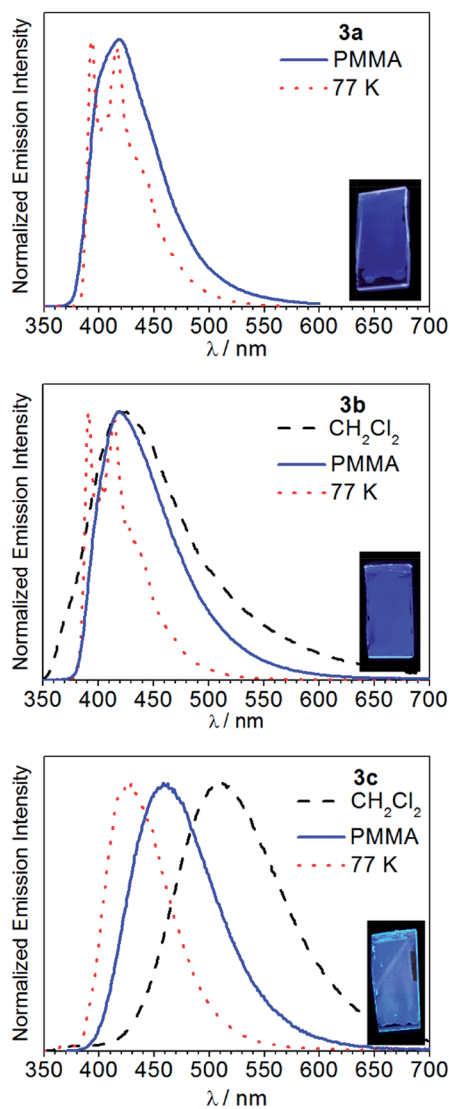 3a
PMMA
77 K
Normalized Emission Intensity
350 400 450 500 550 600 650 700
λ / nm
3b
CH₂Cl₂
PMMA
77 K
Normalized Emission Intensity
350 400 450 500 550 600 650 700
λ / nm
3c
CH₂Cl₂
PMMA
77 K
Normalized Emission Intensity
350 400 450 500 550 600 650 700
λ / nm